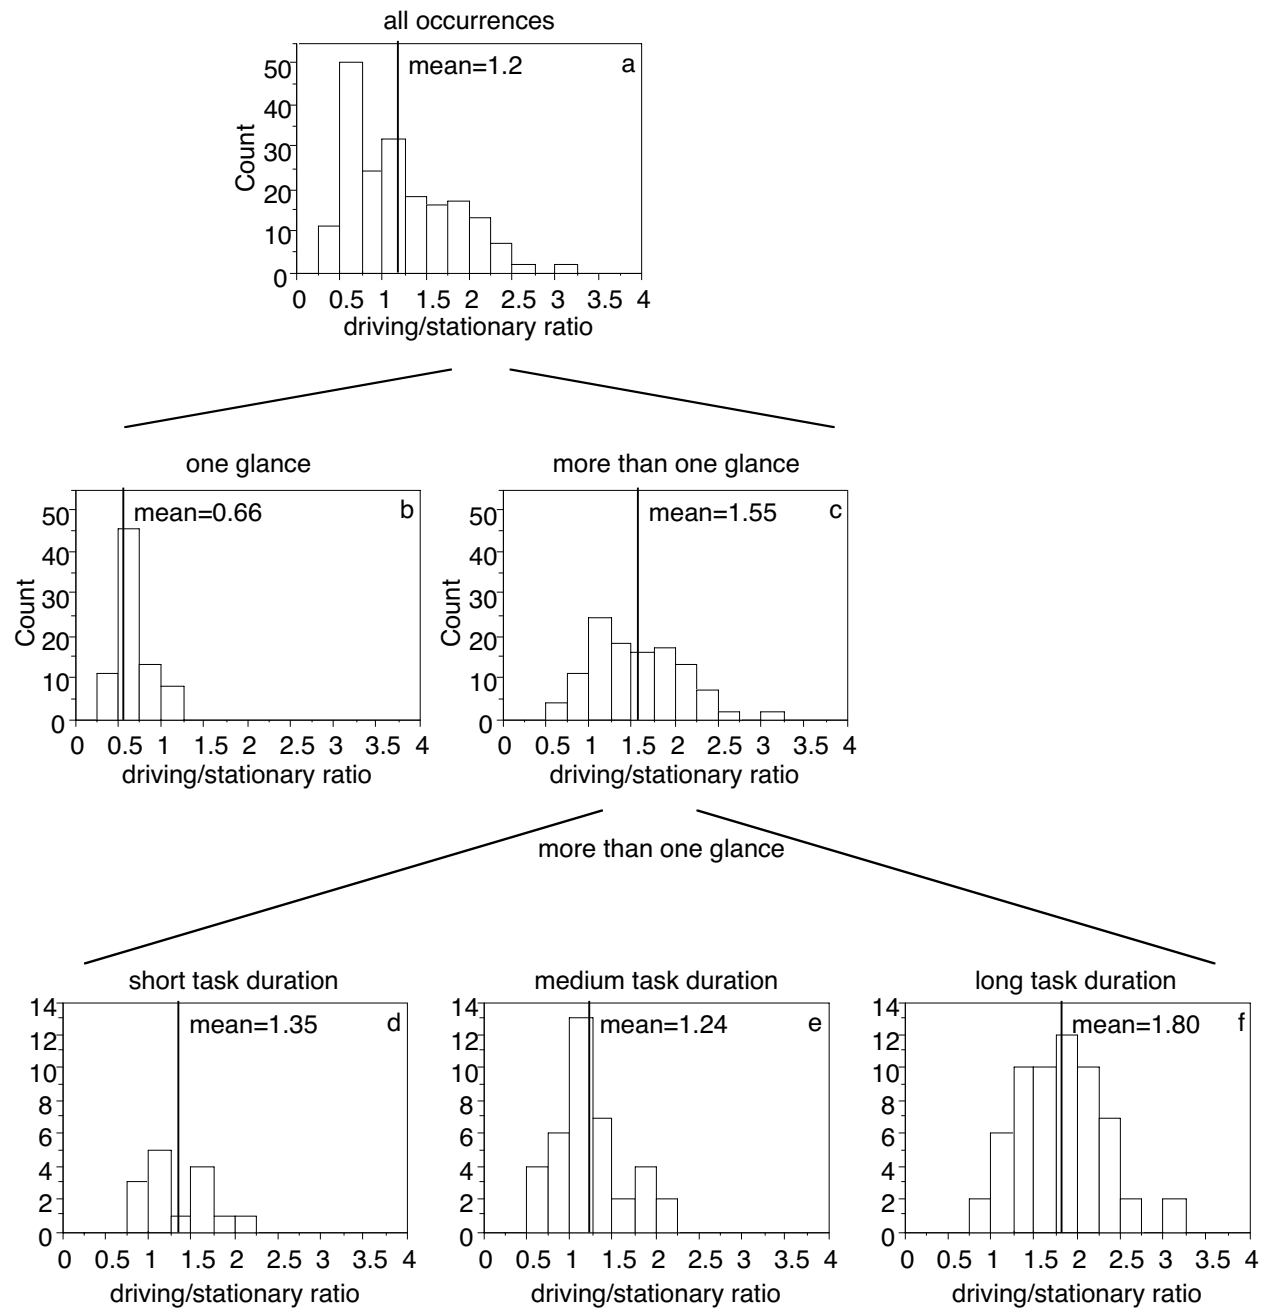 all occurrences
mean=1.2
a
50
40
30
20
10
0
Count
0 0.5 1 1.5 2 2.5 3 3.5 4
driving/stationary ratio
one glance
mean=0.66
b
50
40
30
20
10
0
Count
0 0.5 1 1.5 2 2.5 3 3.5 4
driving/stationary ratio
more than one glance
mean=1.55
c
50
40
30
20
10
0
Count
0 0.5 1 1.5 2 2.5 3 3.5 4
driving/stationary ratio
more than one glance
short task duration
mean=1.35
d
14
12
10
8
6
4
2
0
0 0.5 1 1.5 2 2.5 3 3.5 4
driving/stationary ratio
medium task duration
mean=1.24
e
14
12
10
8
6
4
2
0
0 0.5 1 1.5 2 2.5 3 3.5 4
driving/stationary ratio
long task duration
mean=1.80
f
14
12
10
8
6
4
2
0
0 0.5 1 1.5 2 2.5 3 3.5 4
driving/stationary ratio